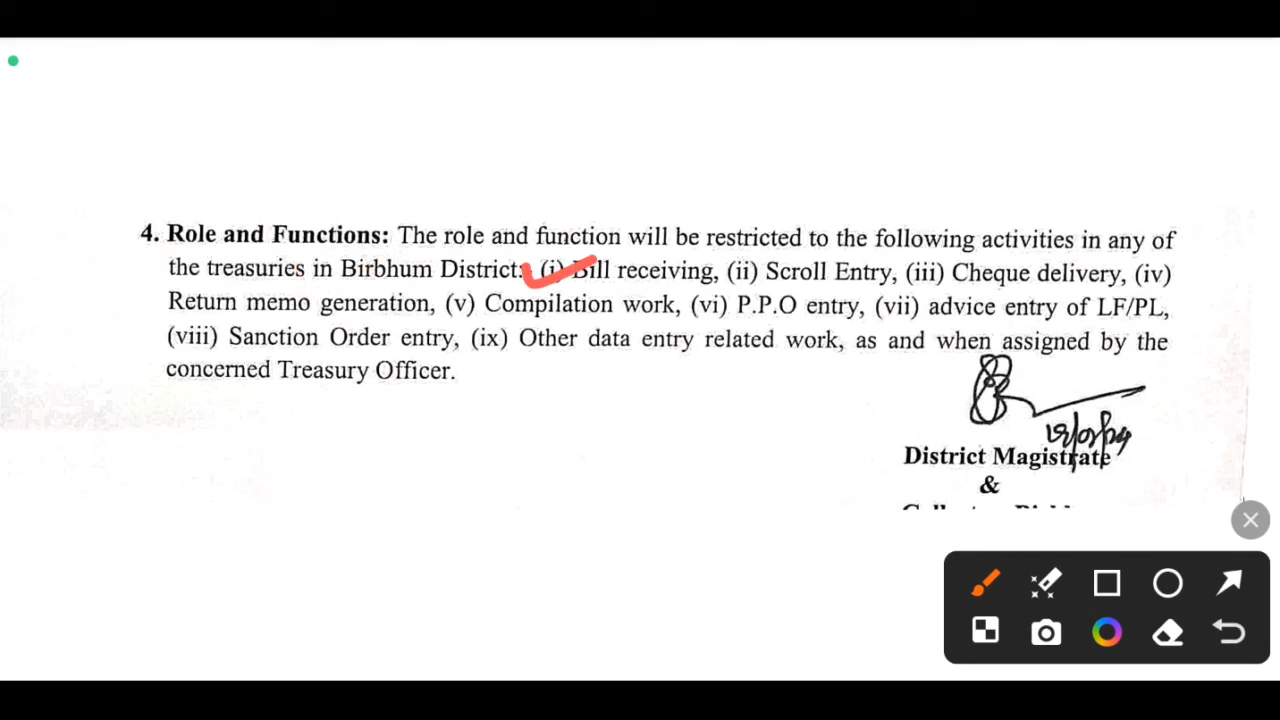 4. Role and Functions: The role and function will be restricted to the following activities in any of
the treasuries in Birbhum District: (i) Bill receiving, (ii) Scroll Entry, (iii) Cheque delivery, (iv)
Return memo generation, (v) Compilation work, (vi) P.P.O entry, (vii) advice entry of LF/PL,
(viii) Sanction Order entry, (ix) Other data entry related work, as and when assigned by the
concerned Treasury Officer.
District Magistrate
&